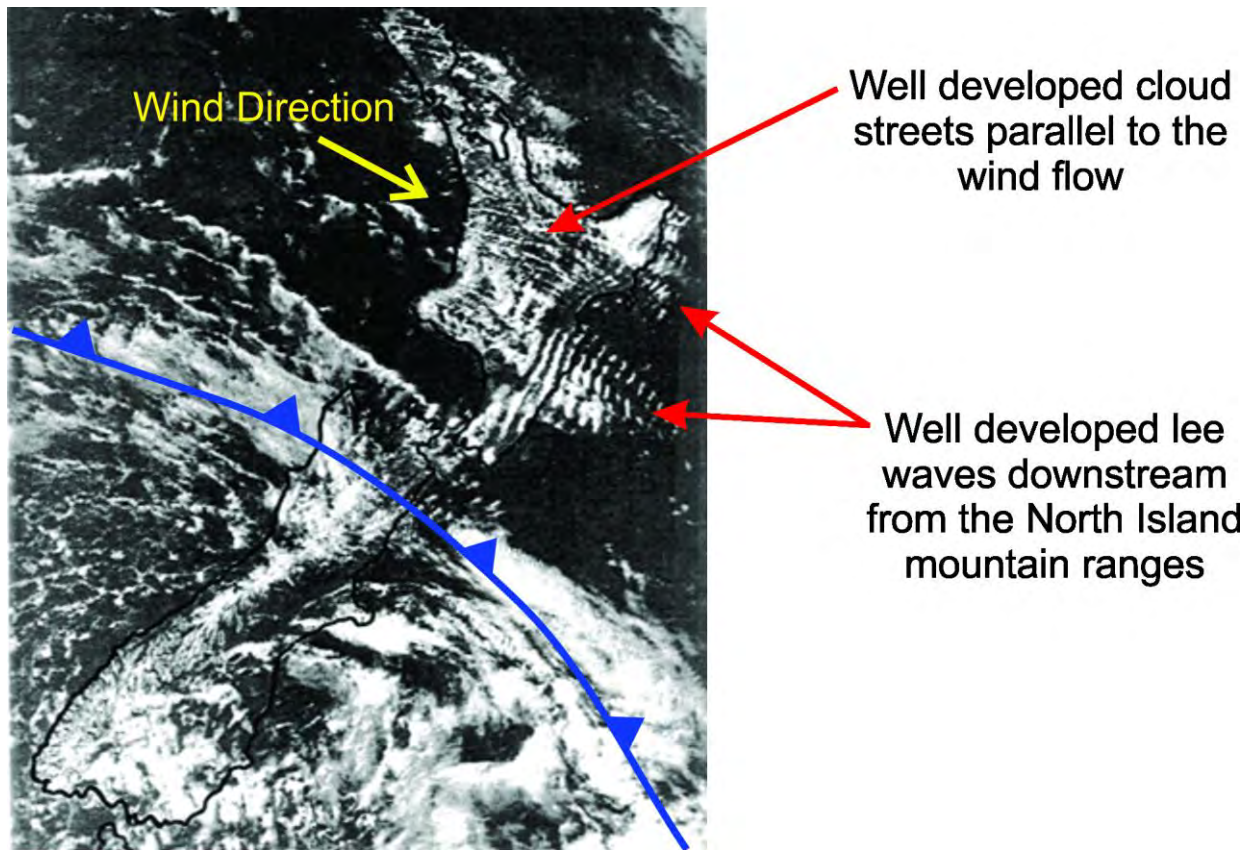 Wind Direction
Well developed cloud
streets parallel to the
wind flow
Well developed lee
waves downstream
from the North Island
mountain ranges